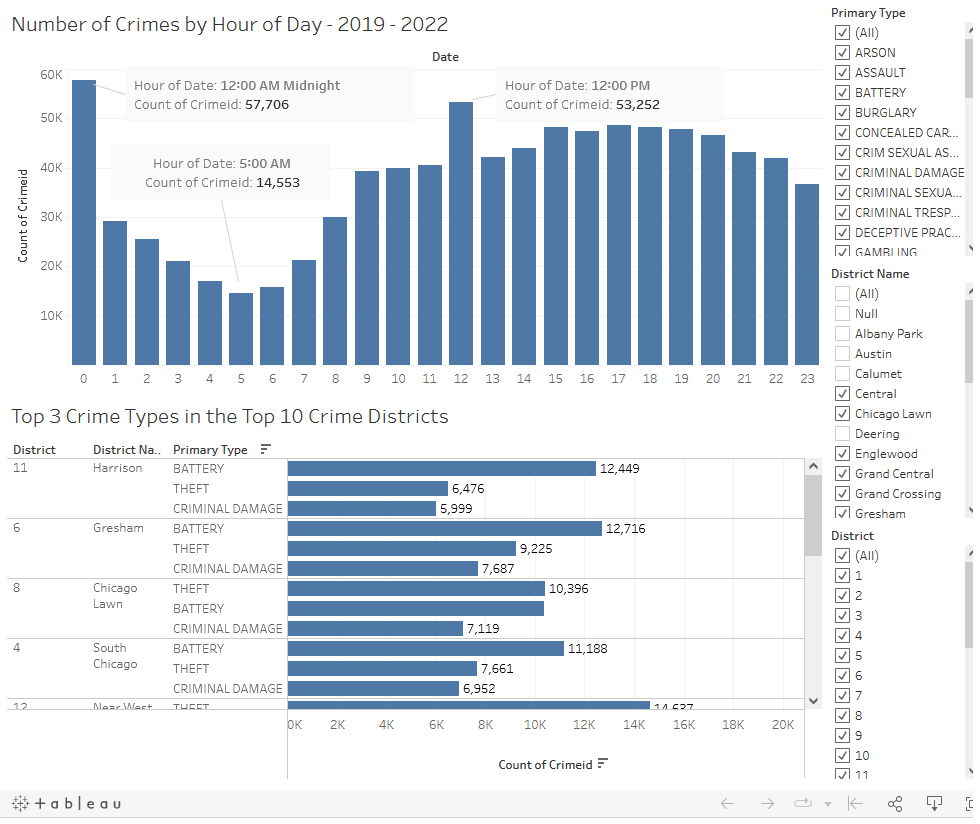 Number of Crimes by Hour of Day - 2019 - 2022
Date
60K
50K
40K
30K
20K
10K
Count of Crimeid
Hour of Date: 12:00 AM Midnight
Count of Crimeid: 57,706
Hour of Date: 12:00 PM
Count of Crimeid: 53,252
Hour of Date: 5:00 AM
Count of Crimeid: 14,553
0 1 2 3 4 5 6 7 8 9 10 11 12 13 14 15 16 17 18 19 20 21 22 23
Top 3 Crime Types in the Top 10 Crime Districts
District District Na.. Primary Type
11 Harrison BATTERY 12,449
THEFT 6,476
CRIMINAL DAMAGE 5,999
6 Gresham BATTERY 12,716
THEFT 9,225
CRIMINAL DAMAGE 7,687
8 Chicago Lawn THEFT 10,396
BATTERY
CRIMINAL DAMAGE 7,119
4 South Chicago BATTERY 11,188
THEFT 7,661
CRIMINAL DAMAGE 6,952
12 Near West THEFT 14,637
0K 2K 4K 6K 8K 10K 12K 14K 16K 18K 20K
Count of Crimeid
Primary Type
(All)
ARSON
ASSAULT
BATTERY
BURGLARY
CONCEALED CAR...
CRIM SEXUAL AS...
CRIMINAL DAMAGE
CRIMINAL SEXUA...
CRIMINAL TRESP...
DECEPTIVE PRAC...
GAMBLING
District Name
(All)
Null
Albany Park
Austin
Calumet
Central
Chicago Lawn
Deering
Englewood
Grand Central
Grand Crossing
Gresham
District
(All)
1
2
3
4
5
6
7
8
9
10
11
+ a b l e a u